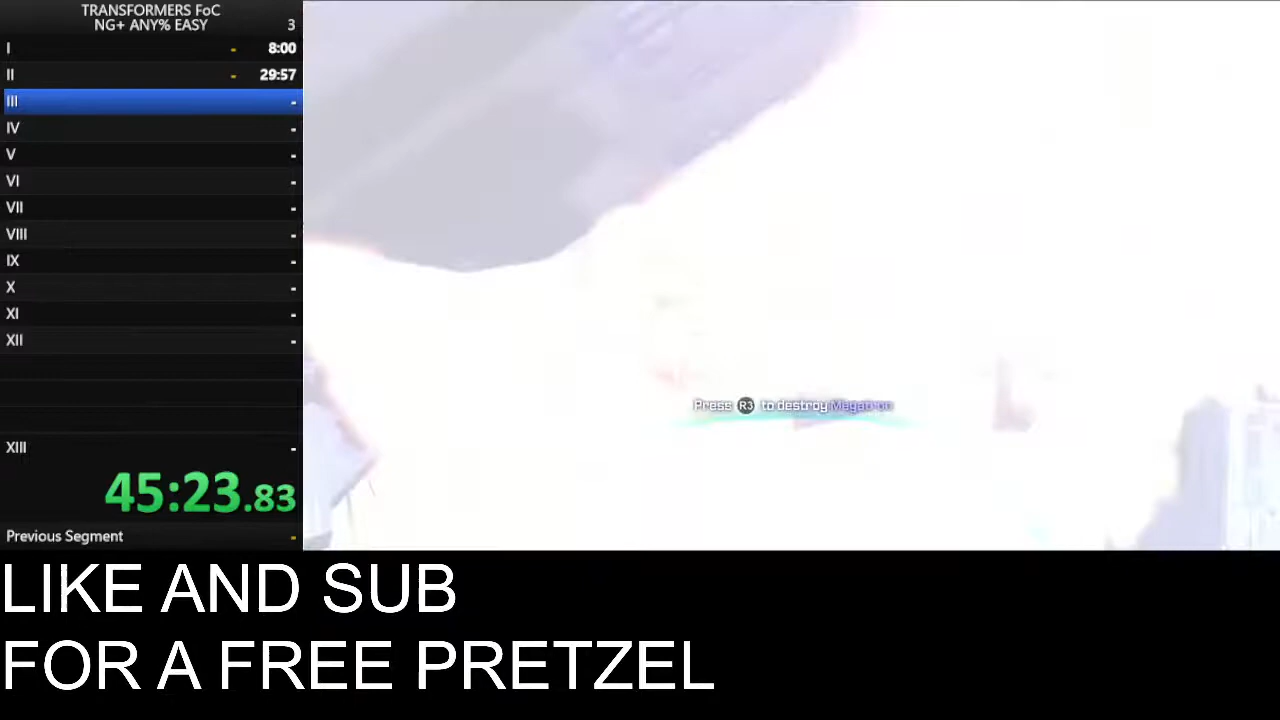 TRANSFORMERS FoC
NG+ ANY% EASY 3
I - 8:00
II - 29:57
III -
IV -
V -
VI -
VII -
VIII -
IX -
X -
XI -
XII -
XIII -
45:23.83
Previous Segment -
Press R3 to destroy Megatron
LIKE AND SUB
FOR A FREE PRETZEL